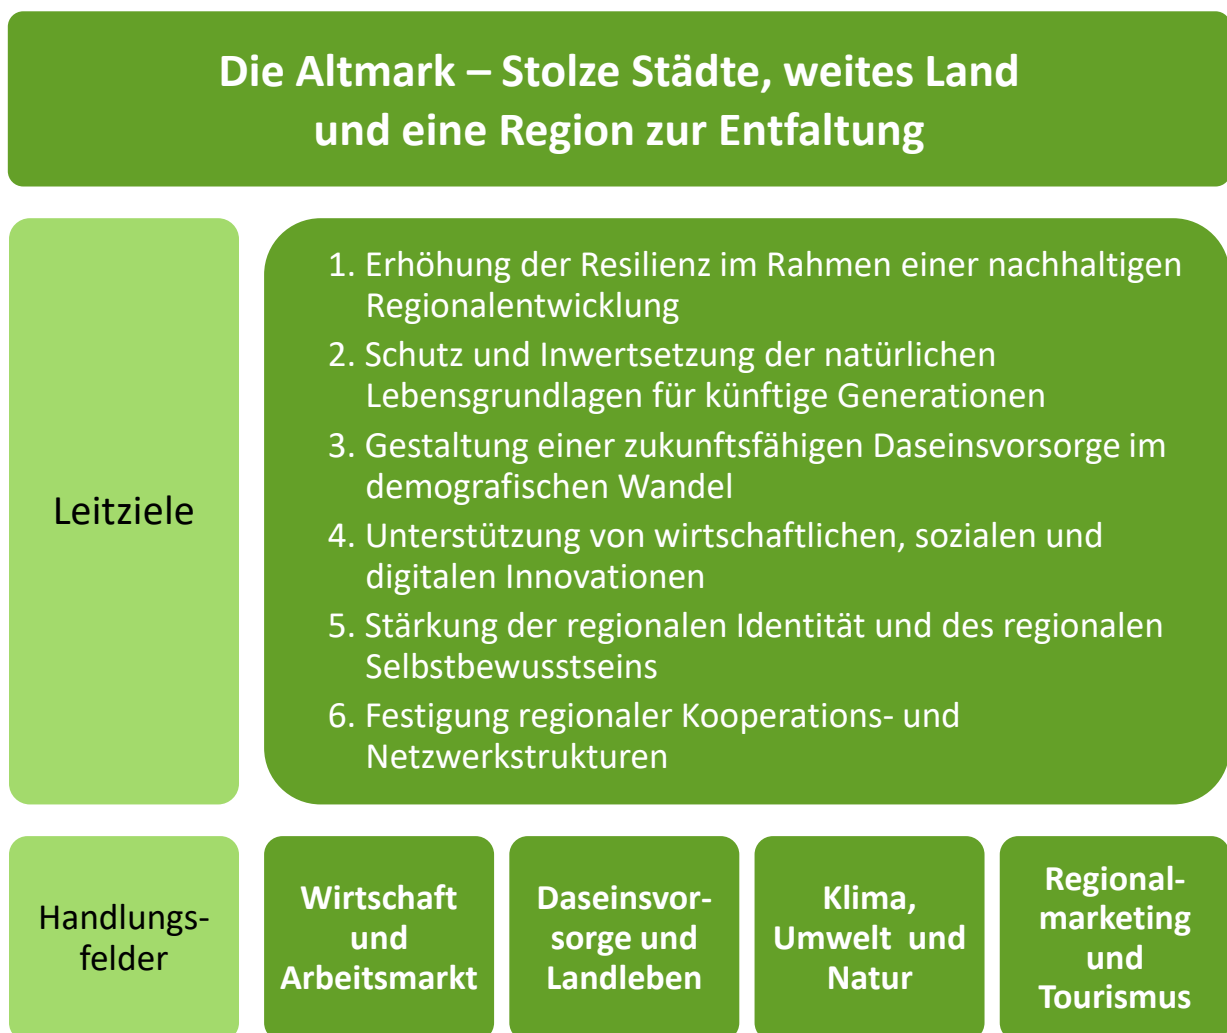 Die Altmark – Stolze Städte, weites Land
und eine Region zur Entfaltung
Leitziele
1. Erhöhung der Resilienz im Rahmen einer nachhaltigen
Regionalentwicklung
2. Schutz und Inwertsetzung der natürlichen
Lebensgrundlagen für künftige Generationen
3. Gestaltung einer zukunftsfähigen Daseinsvorsorge im
demografischen Wandel
4. Unterstützung von wirtschaftlichen, sozialen und
digitalen Innovationen
5. Stärkung der regionalen Identität und des regionalen
Selbstbewusstseins
6. Festigung regionaler Kooperations- und
Netzwerkstrukturen
Handlungs-
felder
Wirtschaft
und
Arbeitsmarkt
Daseinsvor-
sorge und
Landleben
Klima,
Umwelt und
Natur
Regional-
marketing
und
Tourismus